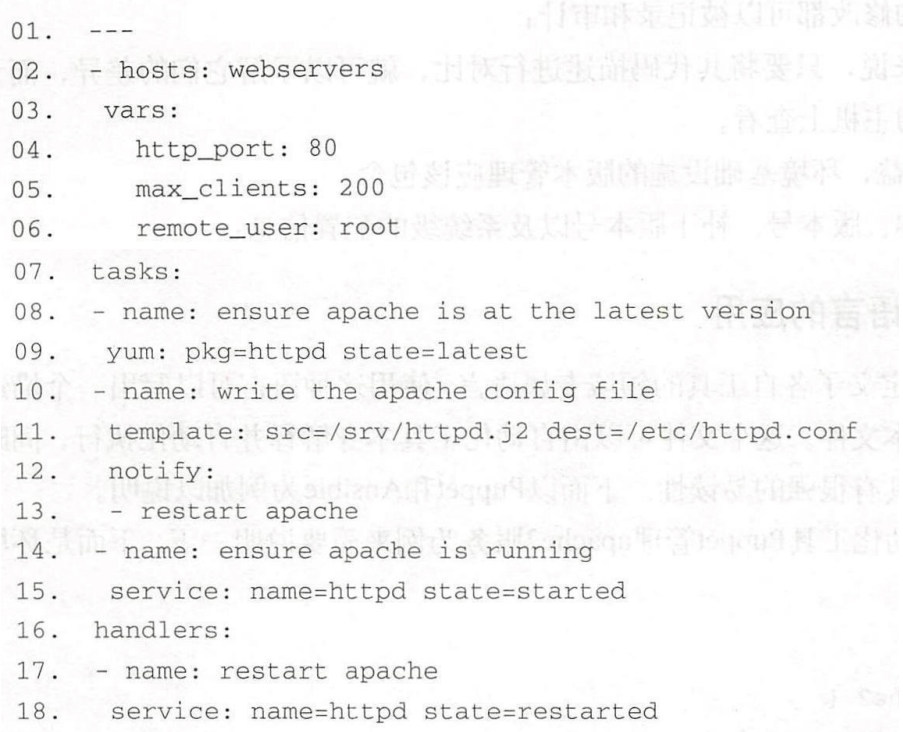 01. ---
02. hosts: webservers
03. vars:
04. http_port: 80
05. max_clients: 200
06. remote_user: root
07. tasks:
08. - name: ensure apache is at the latest version
09. yum: pkg=httpd state=latest
10. - name: write the apache config file
11. template: src=/srv/httpd.j2 dest=/etc/httpd.conf
12. notify:
13. - restart apache
14. - name: ensure apache is running
15. service: name=httpd state=started
16. handlers:
17. - name: restart apache
18. service: name=httpd state=restarted